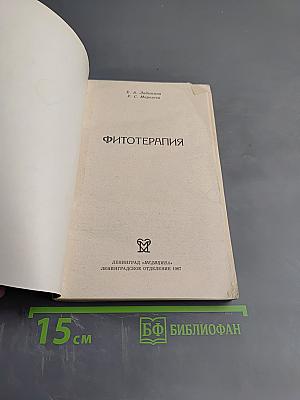 Е. А. Ладынина
Р. С. Морозова
ФИТОТЕРАПИЯ
ЛЕНИНГРАД «МЕДИЦИНА»
ЛЕНИНГРАДСКОЕ ОТДЕЛЕНИЕ 1987
15 см
БФ БИБЛИОФАН